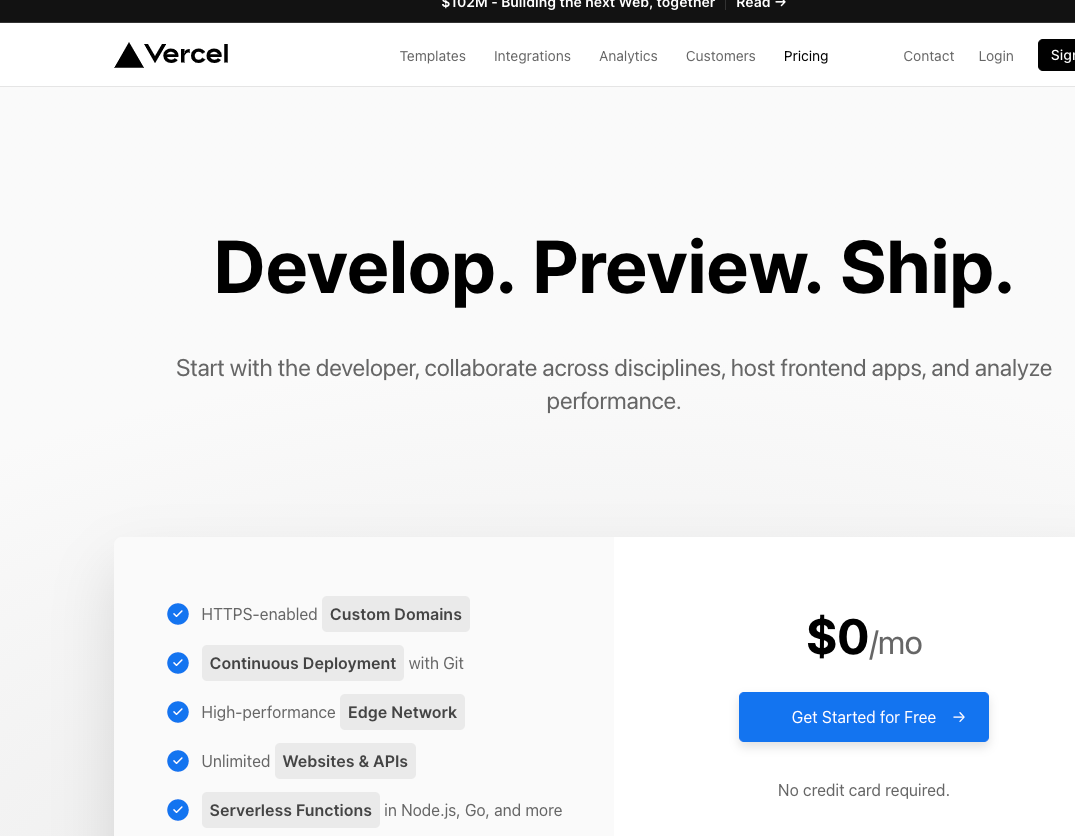 $102M - Building the next Web, together Read →
Vercel Templates Integrations Analytics Customers Pricing Contact Login Sign
Develop. Preview. Ship.
Start with the developer, collaborate across disciplines, host frontend apps, and analyze
performance.
HTTPS-enabled Custom Domains
Continuous Deployment with Git
High-performance Edge Network
Unlimited Websites & APIs
Serverless Functions in Node.js, Go, and more
$0/mo
Get Started for Free →
No credit card required.